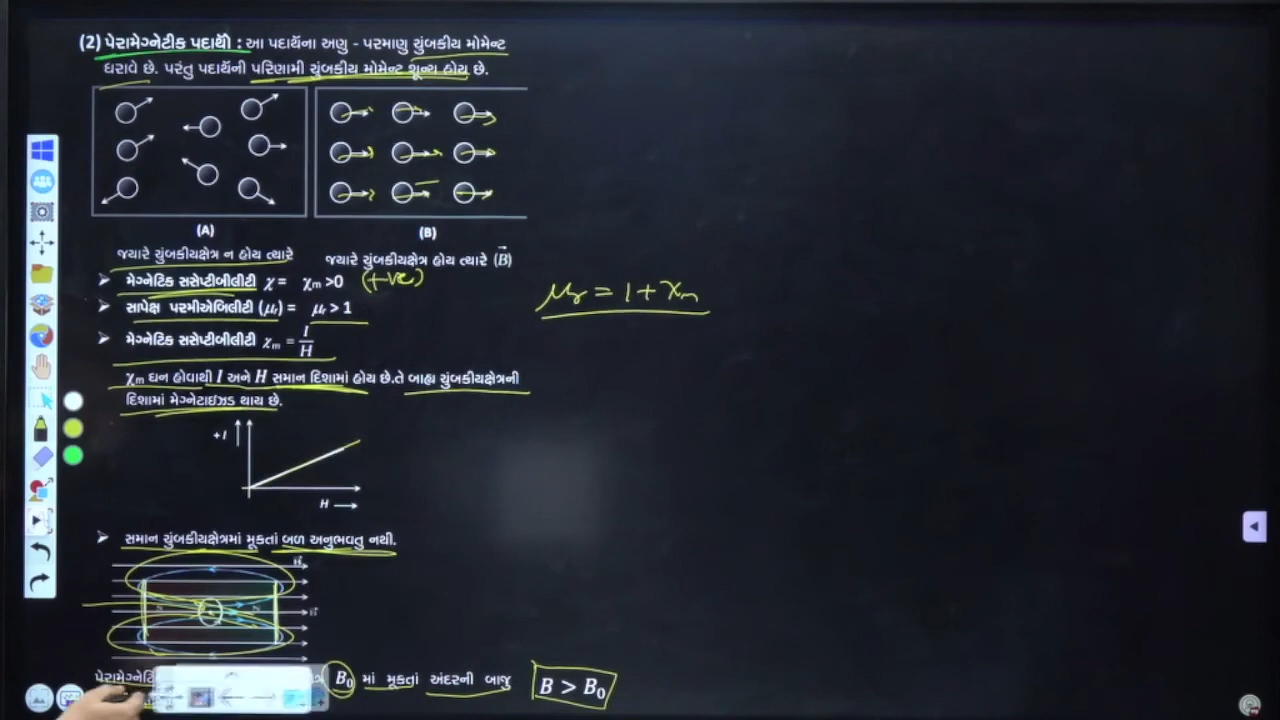 (2) પેરામેગ્નેટીક પદાર્થો : આ પદાર્થના અણુ - પરમાણુ ચુંબકીય મોમેન્ટ
ધરાવે છે. પરંતુ પદાર્થની પરિણામી ચુંબકીય મોમેન્ટ શૂન્ય હોય છે.
(A) (B)
જ્યારે ચુંબકીયક્ષેત્ર ન હોય ત્યારે જ્યારે ચુંબકીયક્ષેત્ર હોય ત્યારે (B⃗)
➤ મેગ્નેટિક સસેપ્ટીબીલીટી χ = χₘ >0 (+ve)
➤ સાપેક્ષ પરમીએબિલીટી (μᵣ) = μᵣ > 1
μᵣ = 1 + χₘ
➤ મેગ્નેટિક સસેપ્ટીબીલીટી χₘ = I/H
χₘ ધન હોવાથી I અને H સમાન દિશામાં હોય છે.તે બાહ્ય ચુંબકીયક્ષેત્રની
દિશામાં મેગ્નેટાઈઝડ થાય છે.
+I
H
➤ સમાન ચુંબકીયક્ષેત્રમાં મૂકતાં બળ અનુભવતુ નથી.
B⃗
B₀ માં મૂકતાં અંદરની બાજુ B > B₀